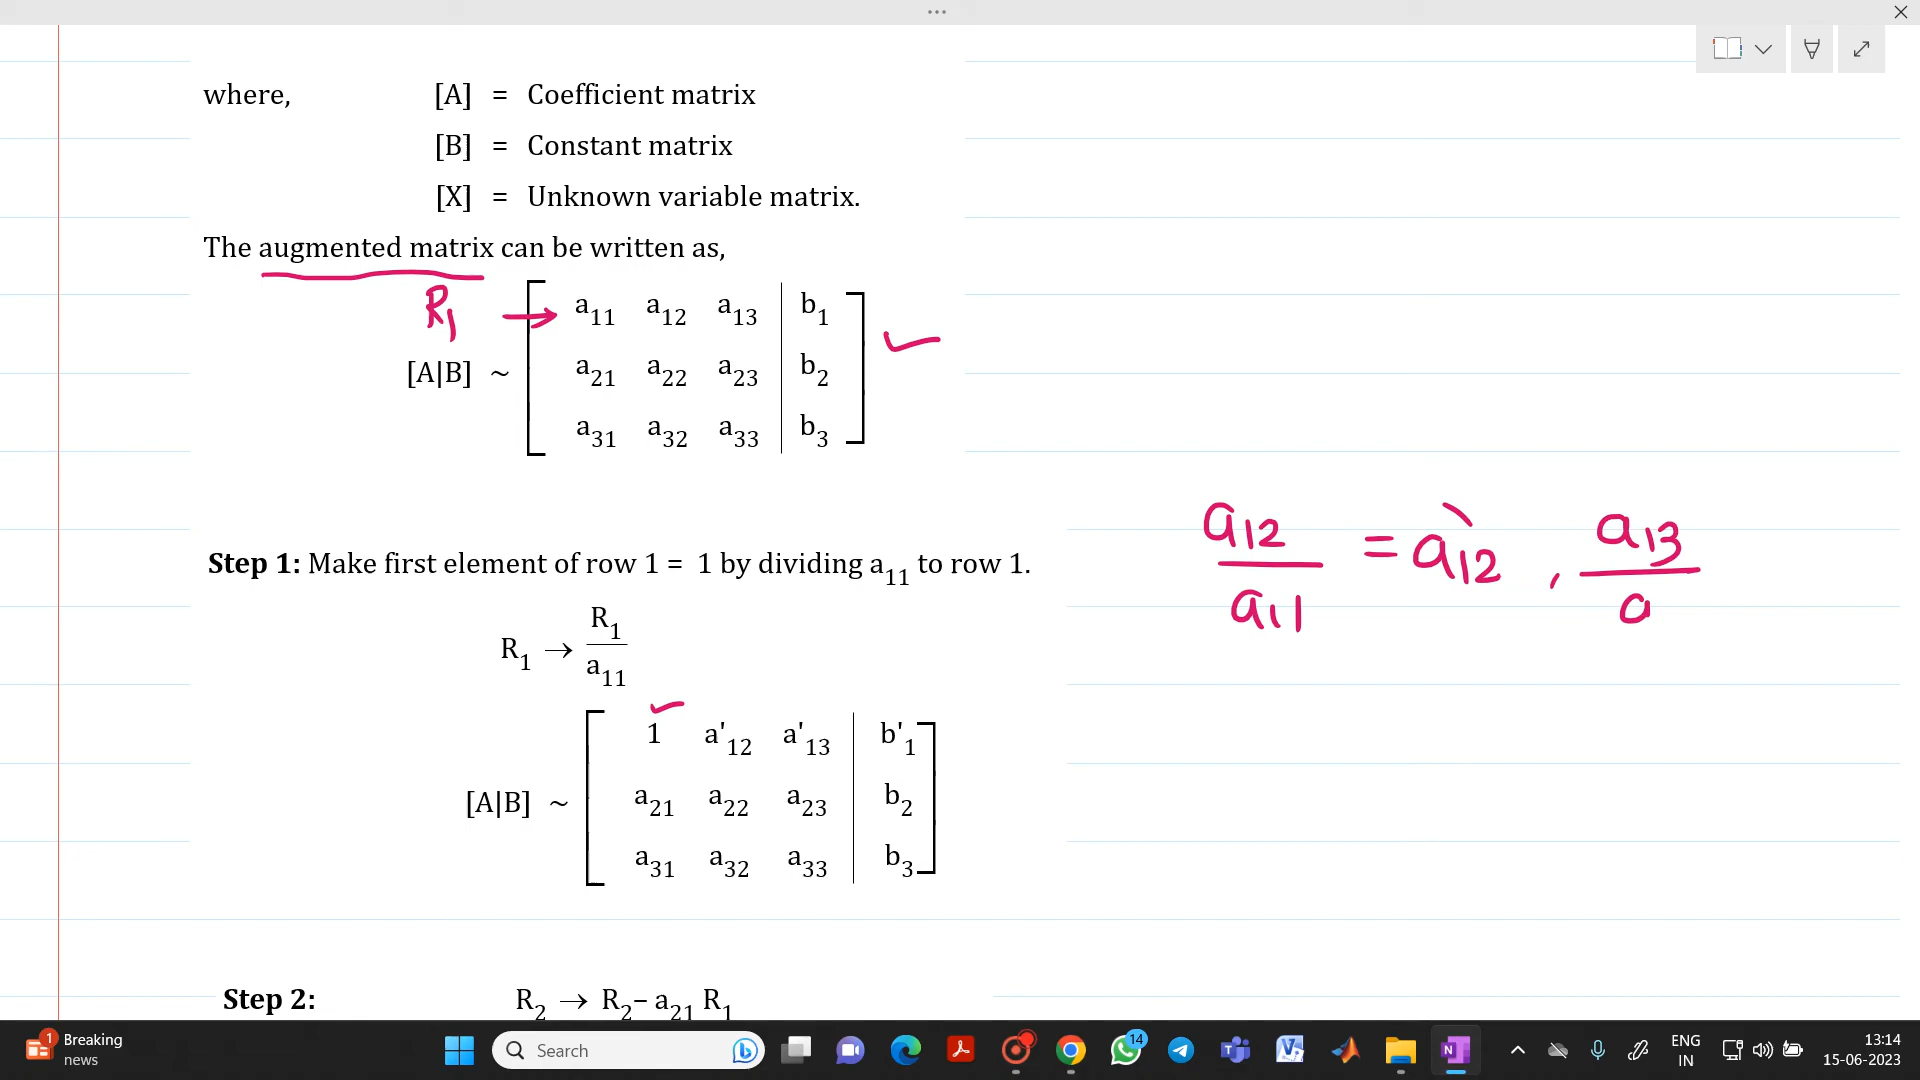 where, [A] = Coefficient matrix
[B] = Constant matrix
[X] = Unknown variable matrix.
The augmented matrix can be written as,
R1 → a11 a12 a13 | b1
[A|B] ~ a21 a22 a23 | b2
a31 a32 a33 | b3
Step 1: Make first element of row 1 = 1 by dividing a11 to row 1.
R1 → R1
a11
1 a'12 a'13 | b'1
[A|B] ~ a21 a22 a23 | b2
a31 a32 a33 | b3
a12 = a'12 , a13
a11 a
Step 2: R2 → R2– a21 R1
1
Breaking
news
Search
14
ENG
IN
13:14
15-06-2023